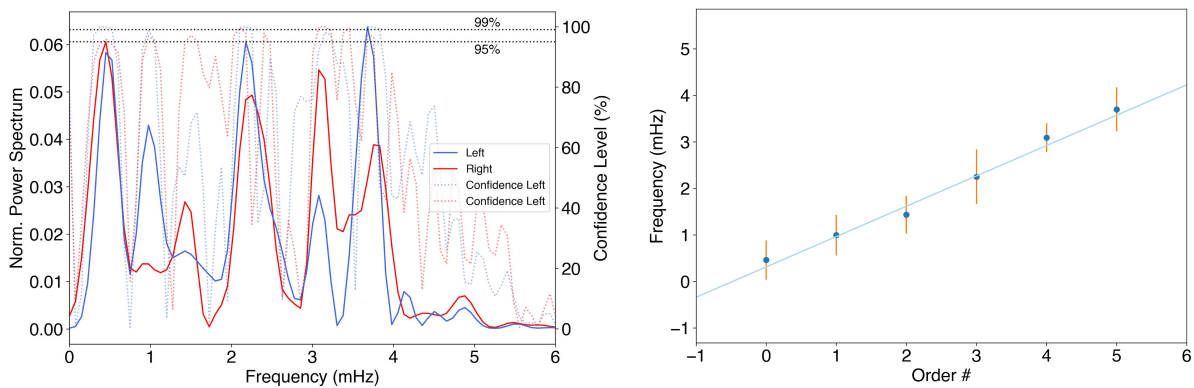 99%
95%
0.06
0.05
0.04
0.03
0.02
0.01
0.00
Norm. Power Spectrum
100
80
60
40
20
0
Confidence Level (%)
Left
Right
Confidence Left
Confidence Left
0 1 2 3 4 5 6
Frequency (mHz)
5
4
3
2
1
0
−1
Frequency (mHz)
−1 0 1 2 3 4 5 6
Order #